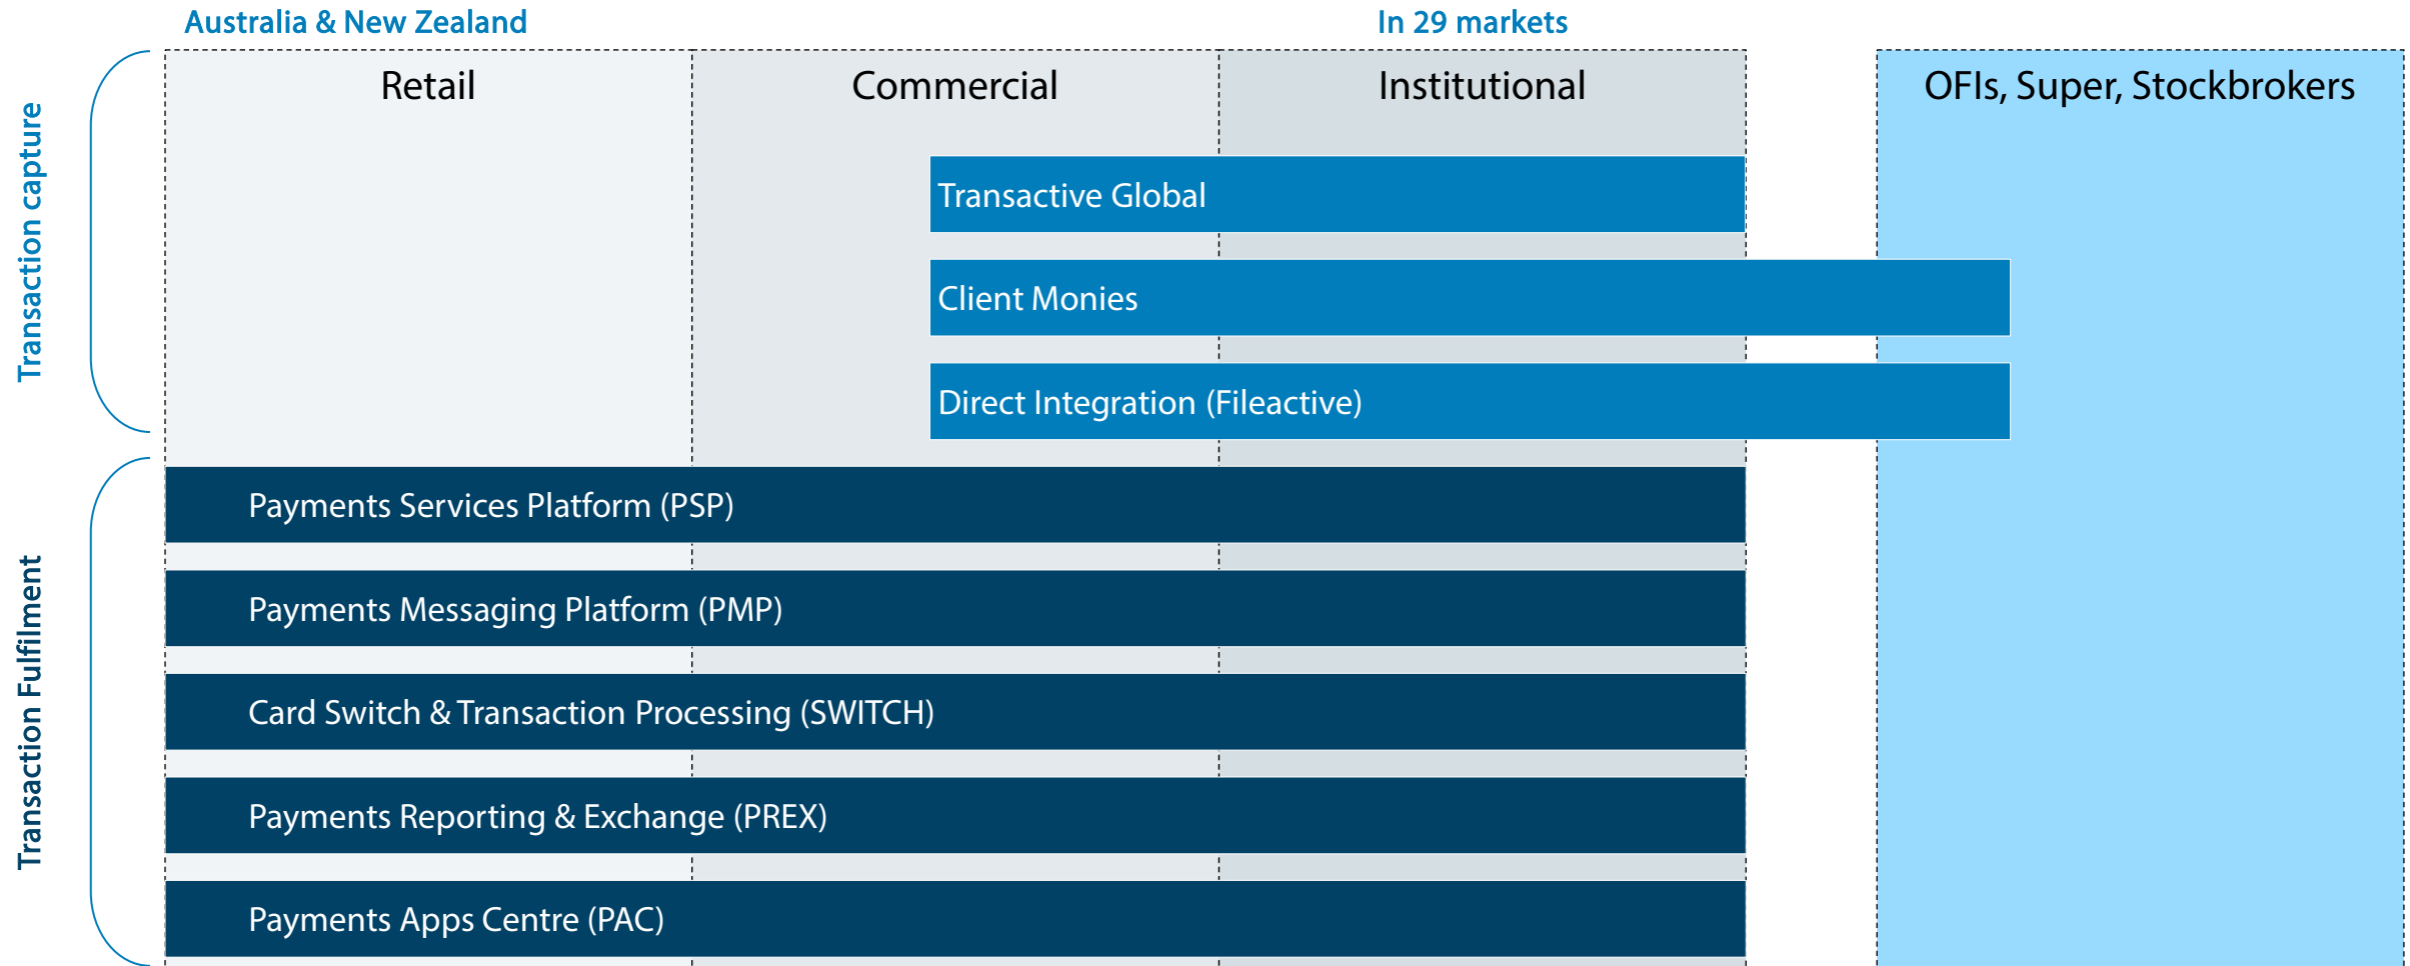 Australia & New Zealand
In 29 markets
Retail
Commercial
Institutional
OFIs, Super, Stockbrokers
Transaction capture
Transactive Global
Client Monies
Direct Integration (Fileactive)
Transaction Fulfilment
Payments Services Platform (PSP)
Payments Messaging Platform (PMP)
Card Switch & Transaction Processing (SWITCH)
Payments Reporting & Exchange (PREX)
Payments Apps Centre (PAC)